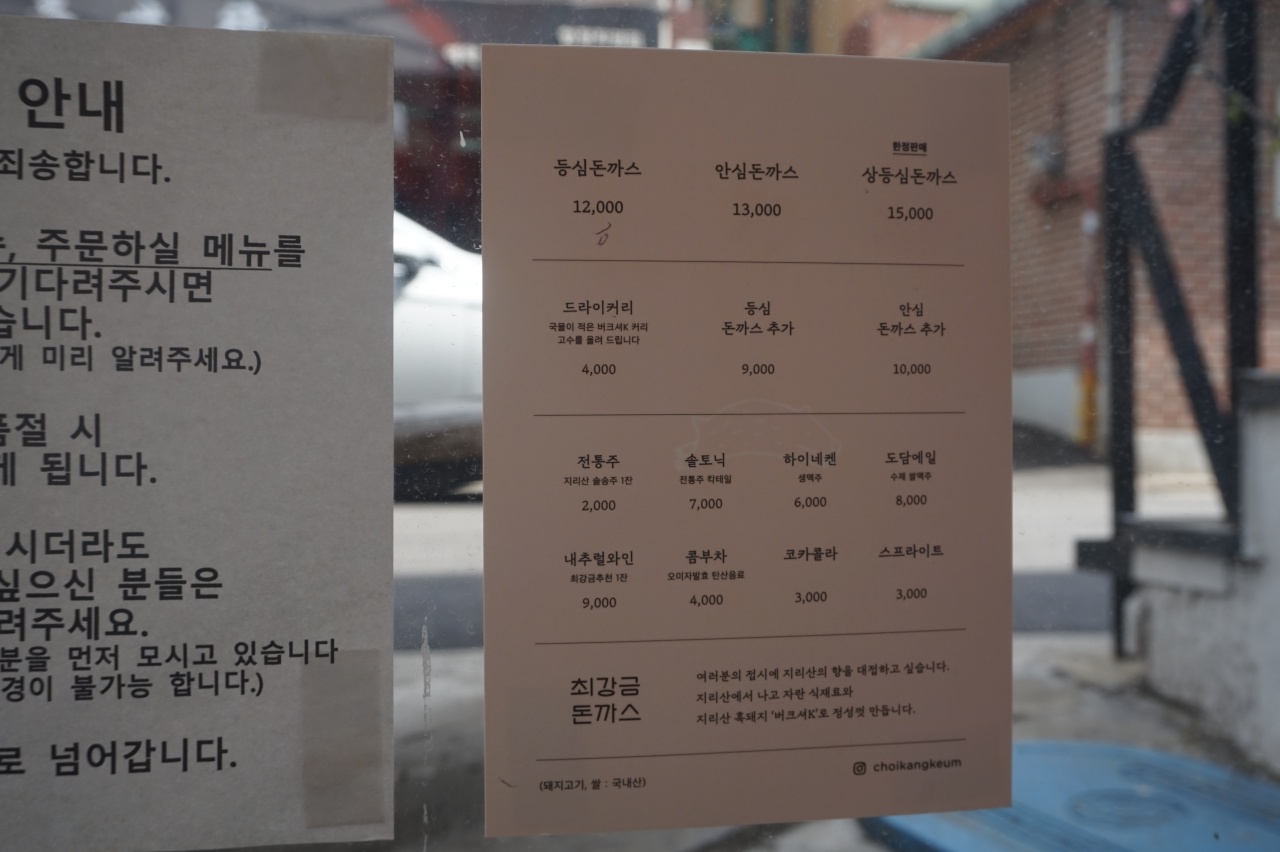 안내
죄송합니다.
주문하실 메뉴를
기다려주시면
습니다.
게 미리 알려주세요.)
품절 시
게 됩니다.
시더라도
싶으신 분들은
려주세요.
분을 먼저 모시고 있습니다
경이 불가능 합니다.)
로 넘어갑니다.
한정판매
등심돈까스 안심돈까스 상등심돈까스
12,000 13,000 15,000
드라이커리 등심 안심
국물이 적은 버크셔K 커리 돈까스 추가 돈까스 추가
고수를 올려 드립니다
4,000 9,000 10,000
전통주 솔토닉 하이네켄 도담에일
지리산 솔송주 1잔 전통주 칵테일 생맥주 수제 쌀맥주
2,000 7,000 6,000 8,000
내추럴와인 콤부차 코카콜라 스프라이트
최강금추천 1잔 오미자발효 탄산음료
9,000 4,000 3,000 3,000
최강금
돈까스
여러분의 접시에 지리산의 향을 대접하고 싶습니다.
지리산에서 나고 자란 식재료와
지리산 흑돼지 '버크셔K'로 정성껏 만듭니다.
choikangkeum
(돼지고기, 쌀 : 국내산)